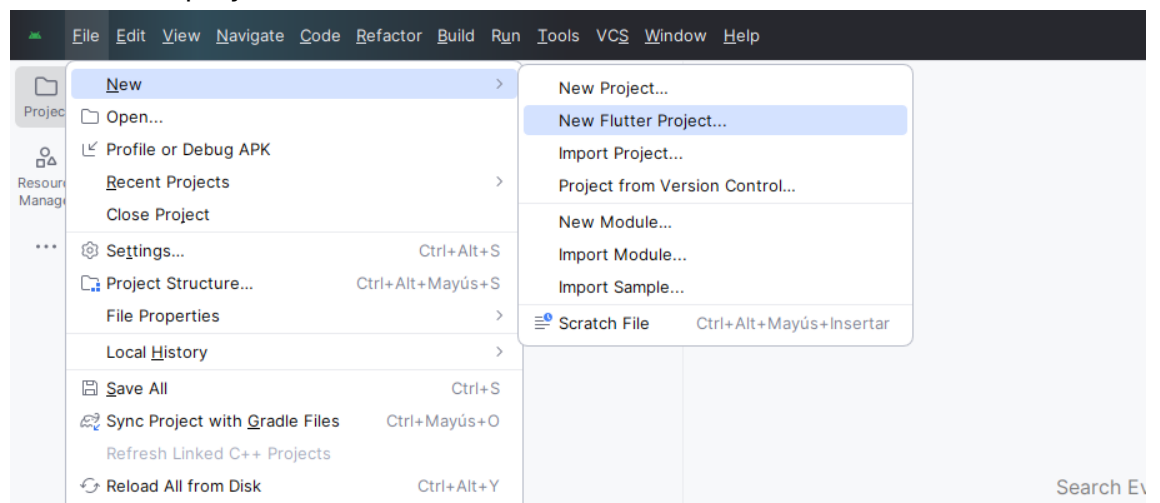 File Edit View Navigate Code Refactor Build Run Tools VCS Window Help
New
Open...
Profile or Debug APK
Recent Projects
Close Project
Settings... Ctrl+Alt+S
Project Structure... Ctrl+Alt+Mayús+S
File Properties
Local History
Save All Ctrl+S
Sync Project with Gradle Files Ctrl+Mayús+O
Refresh Linked C++ Projects
Reload All from Disk Ctrl+Alt+Y
New Project...
New Flutter Project...
Import Project...
Project from Version Control...
New Module...
Import Module...
Import Sample...
Scratch File Ctrl+Alt+Mayús+Insertar
Projec
Resour
Manag
Search